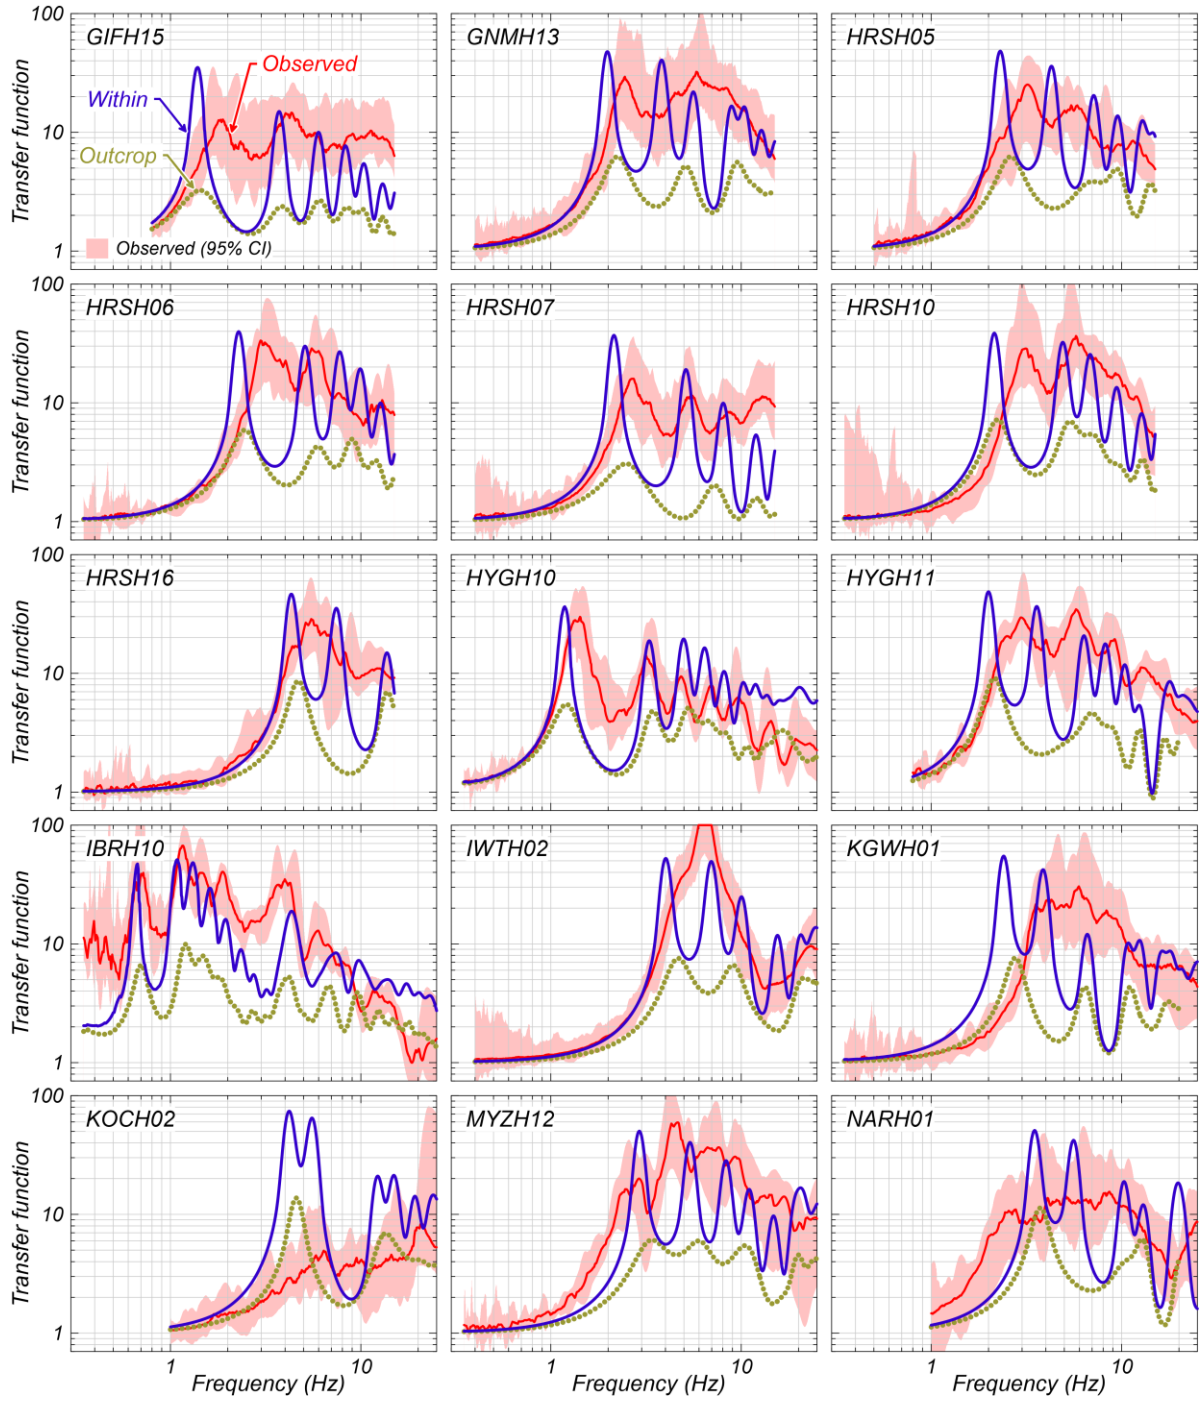 100
GIFH15
GNMH13
HRSH05
Transfer function
Observed
Within
10
Outcrop
Observed (95% CI)
1
100
HRSH06
HRSH07
HRSH10
Transfer function
10
1
100
HRSH16
HYGH10
HYGH11
Transfer function
10
1
100
IBRH10
IWTH02
KGWH01
Transfer function
10
1
100
KOCH02
MYZH12
NARH01
Transfer function
10
1
1 10 1 10 1 10
Frequency (Hz) Frequency (Hz) Frequency (Hz)